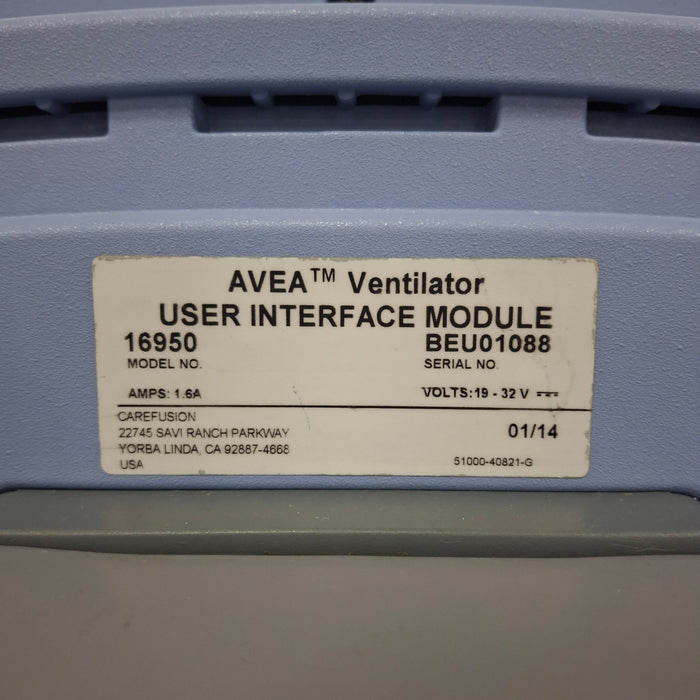 AVEA™ Ventilator
USER INTERFACE MODULE
16950 BEU01088
MODEL NO. SERIAL NO.
AMPS: 1.6A VOLTS: 19 - 32 V ⎓
CAREFUSION
22745 SAVI RANCH PARKWAY 01/14
YORBA LINDA, CA 92887-4668
USA 51000-40821-G